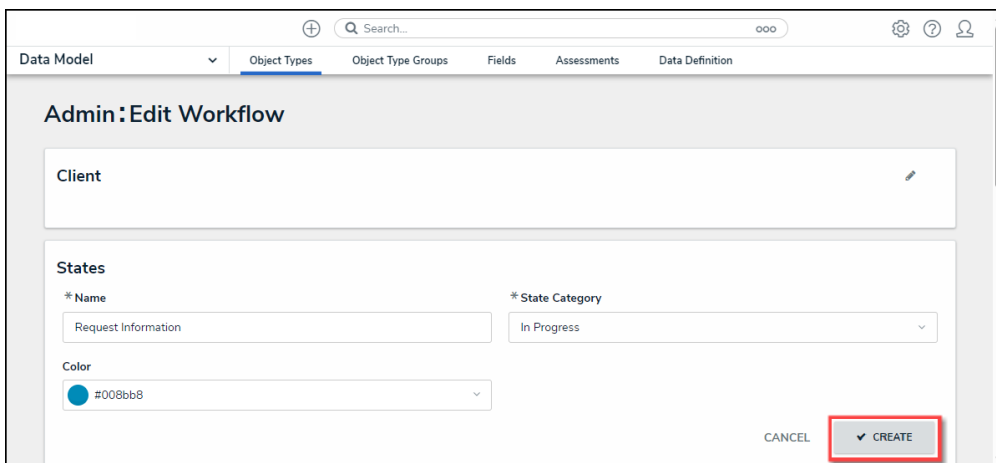 Search... ooo
Data Model Object Types Object Type Groups Fields Assessments Data Definition
Admin:Edit Workflow
Client
States
*Name *State Category
Request Information In Progress
Color
#008bb8
CANCEL ✔ CREATE